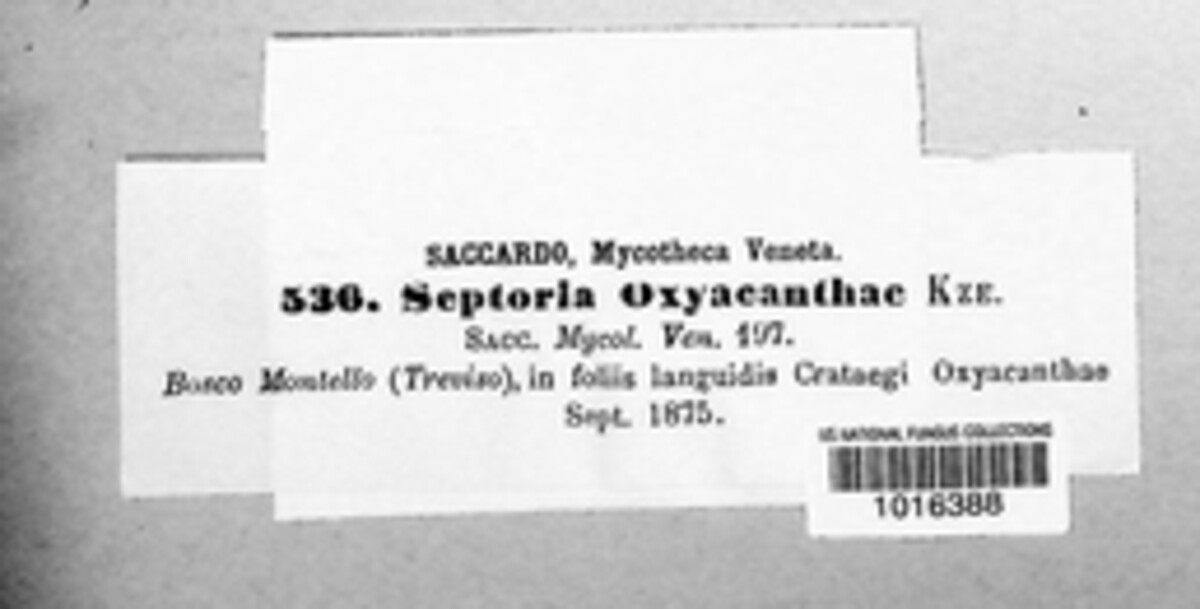 SACCARDO, Mycotheca Veneta.
536. Septoria Oxyacanthae KZE.
SACC. Mycol. Ven. 197.
Bosco Montello (Treviso), in foliis languidis Crataegi Oxyacanthae
Sept. 1875.
US NATIONAL FUNGUS COLLECTIONS
1016388